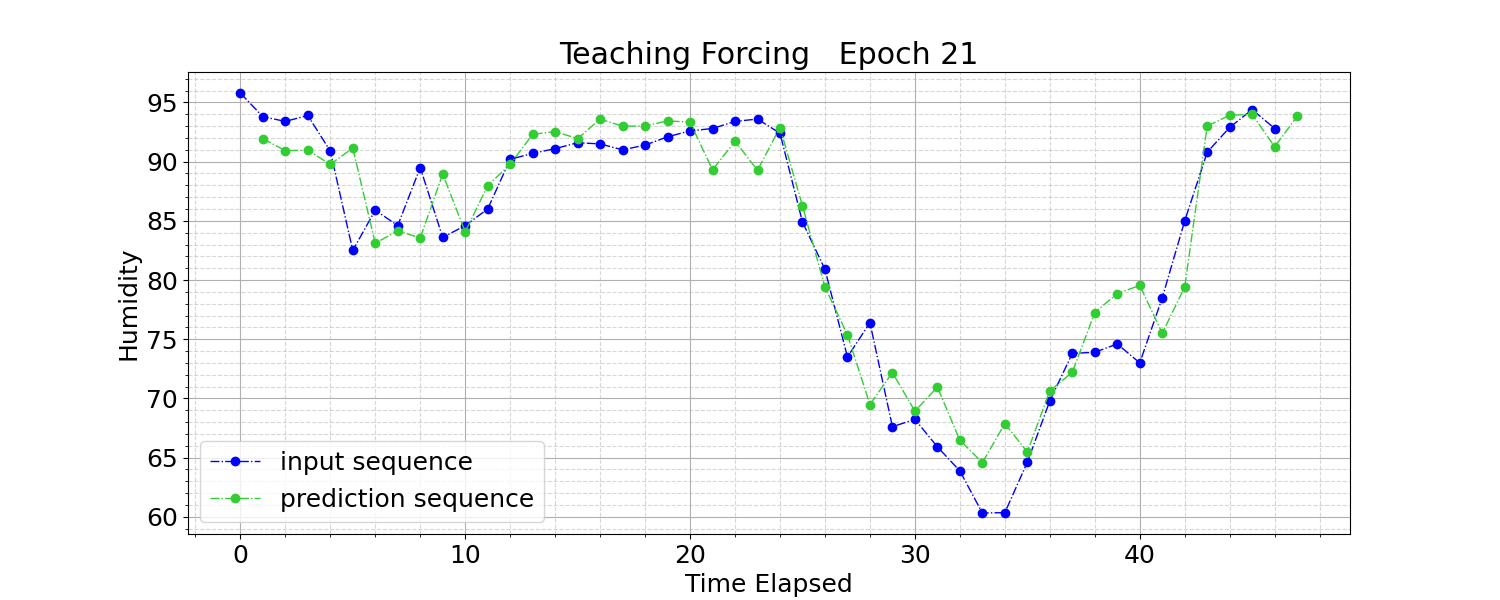 Teaching Forcing   Epoch 21
Humidity
95
90
85
80
75
70
65
60
input sequence
prediction sequence
0 10 20 30 40
Time Elapsed